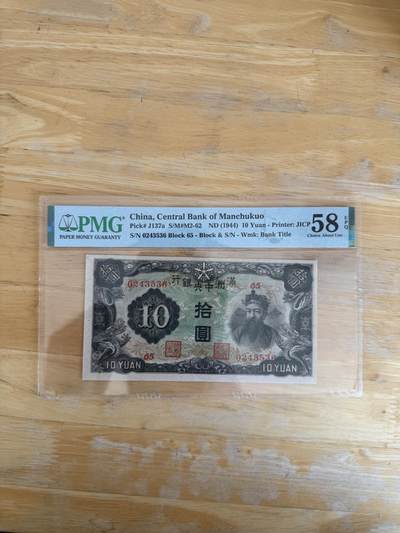 PMG
PAPER MONEY GUARANTY
China, Central Bank of Manchukuo
Pick# J137a S/M#M2-62 ND (1944) 10 Yuan - Printer: JICP
S/N 0243536 Block 65 - Block & S/N - Wmk: Bank Title
58
EPQ
Choice About Unc
行銀央中洲滿
0243536
65
10
拾圓
65
0243536
10 YUAN
10 YUAN